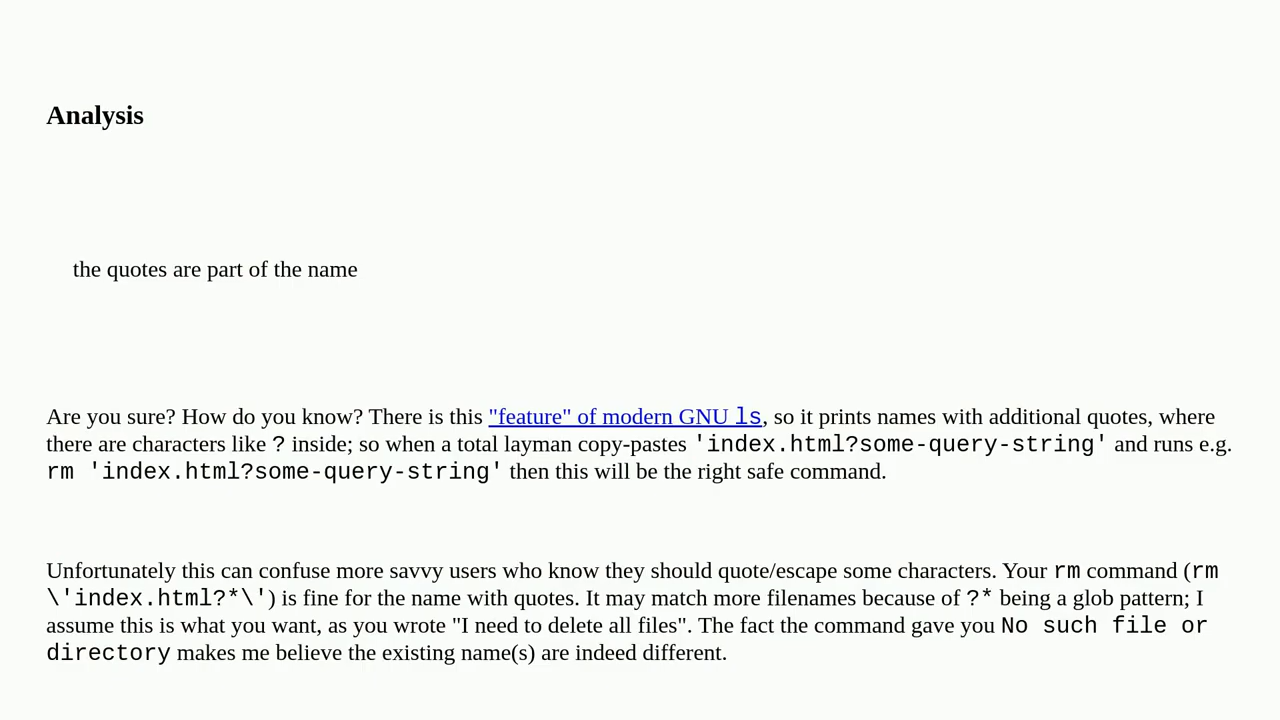 Analysis
the quotes are part of the name
Are you sure? How do you know? There is this "feature" of modern GNU ls, so it prints names with additional quotes, where
there are characters like ? inside; so when a total layman copy-pastes 'index.html?some-query-string' and runs e.g.
rm 'index.html?some-query-string' then this will be the right safe command.
Unfortunately this can confuse more savvy users who know they should quote/escape some characters. Your rm command (rm
\'index.html?*\') is fine for the name with quotes. It may match more filenames because of ?* being a glob pattern; I
assume this is what you want, as you wrote "I need to delete all files". The fact the command gave you No such file or
directory makes me believe the existing name(s) are indeed different.